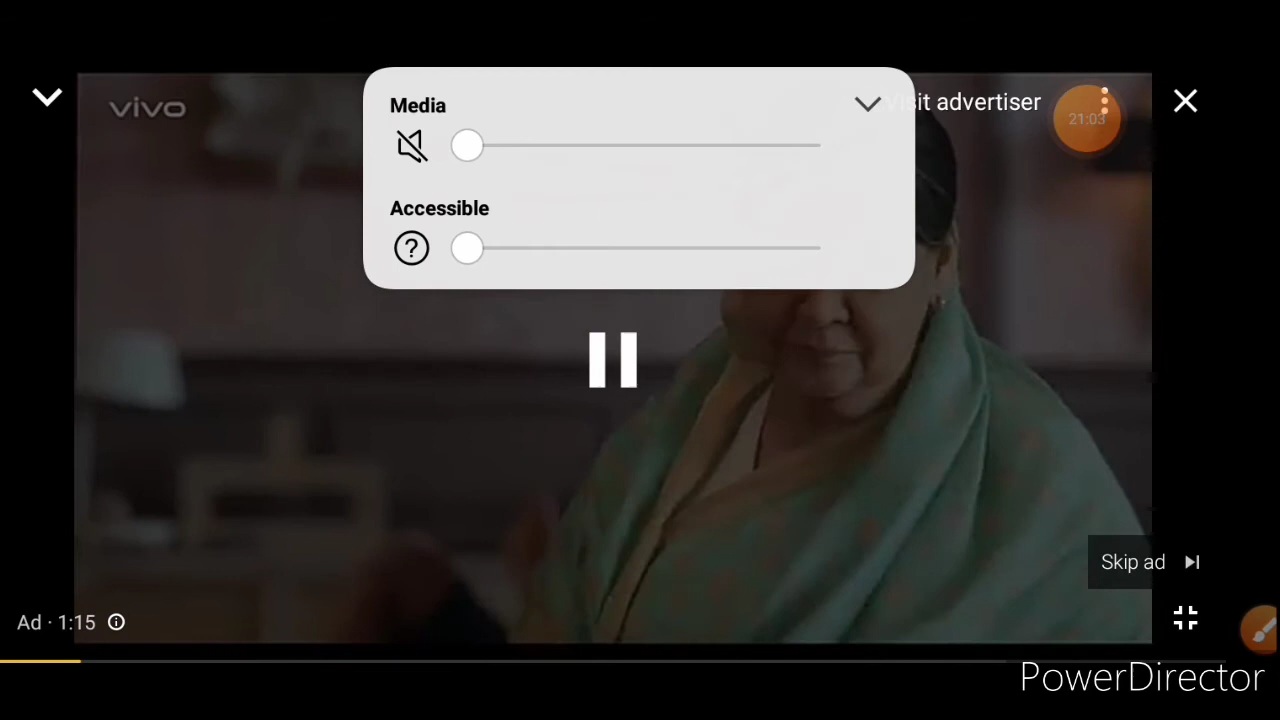 vivo
Media
Accessible
Visit advertiser
21:03
Skip ad
Ad · 1:15
PowerDirector